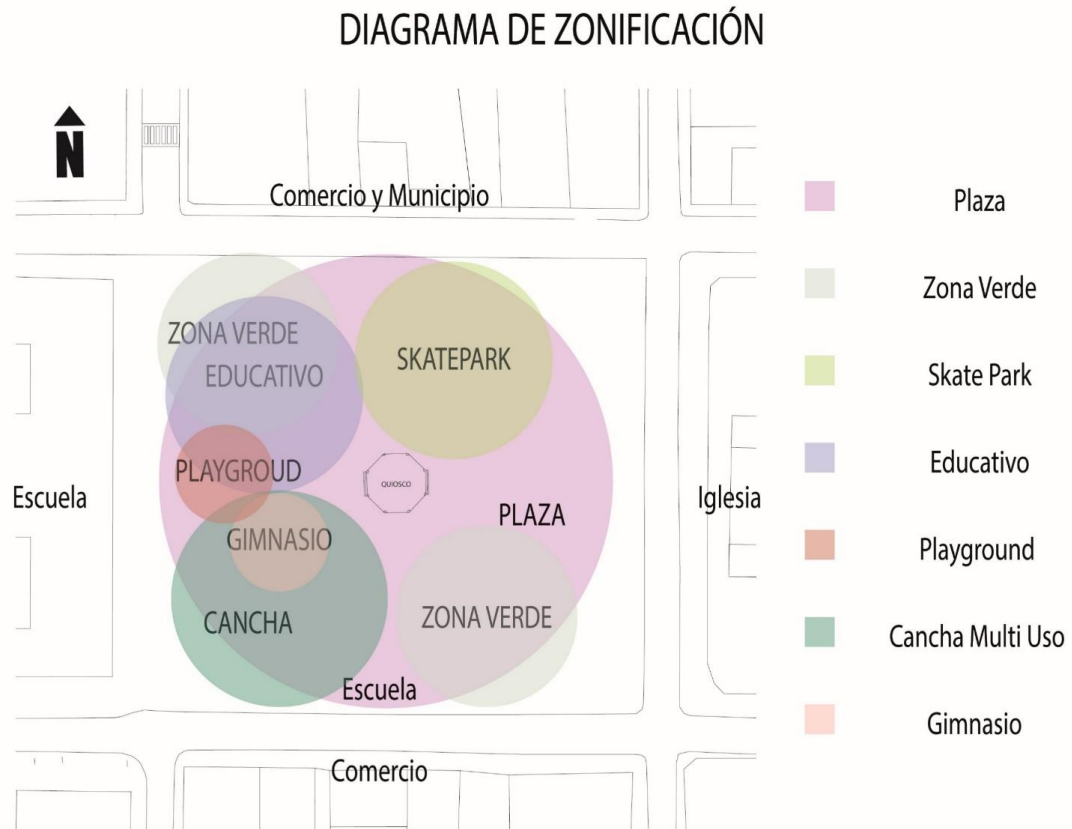 DIAGRAMA DE ZONIFICACIÓN
N
Comercio y Municipio
ZONA VERDE
EDUCATIVO
SKATEPARK
PLAYGROUD
Escuela
QUIOSCO
PLAZA
Iglesia
GIMNASIO
CANCHA
ZONA VERDE
Escuela
Comercio
Plaza
Zona Verde
Skate Park
Educativo
Playground
Cancha Multi Uso
Gimnasio